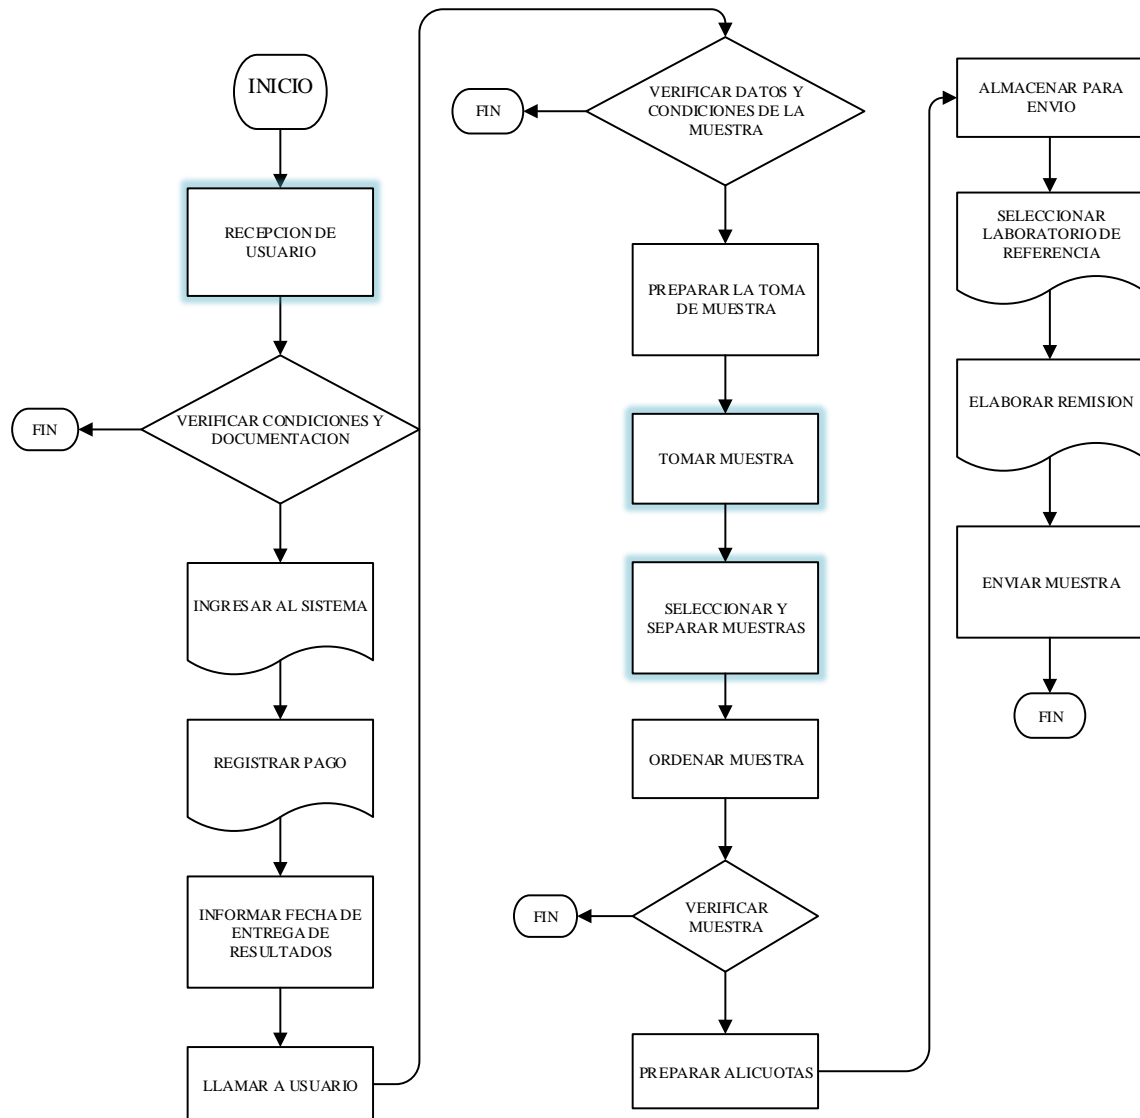 INICIO
RECEPCION DE
USUARIO
VERIFICAR CONDICIONES Y
DOCUMENTACION
FIN
INGRESAR AL SISTEMA
REGISTRAR PAGO
INFORMAR FECHA DE
ENTREGA DE
RESULTADOS
LLAMAR A USUARIO
VERIFICAR DATOS Y
CONDICIONES DE LA
MUESTRA
FIN
PREPARAR LA TOMA
DE MUESTRA
TOMAR MUESTRA
SELECCIONAR Y
SEPARAR MUESTRAS
ORDENAR MUESTRA
VERIFICAR
MUESTRA
FIN
PREPARAR ALICUOTAS
ALMACENAR PARA
ENVIO
SELECCIONAR
LABORATORIO DE
REFERENCIA
ELABORAR REMISION
ENVIAR MUESTRA
FIN